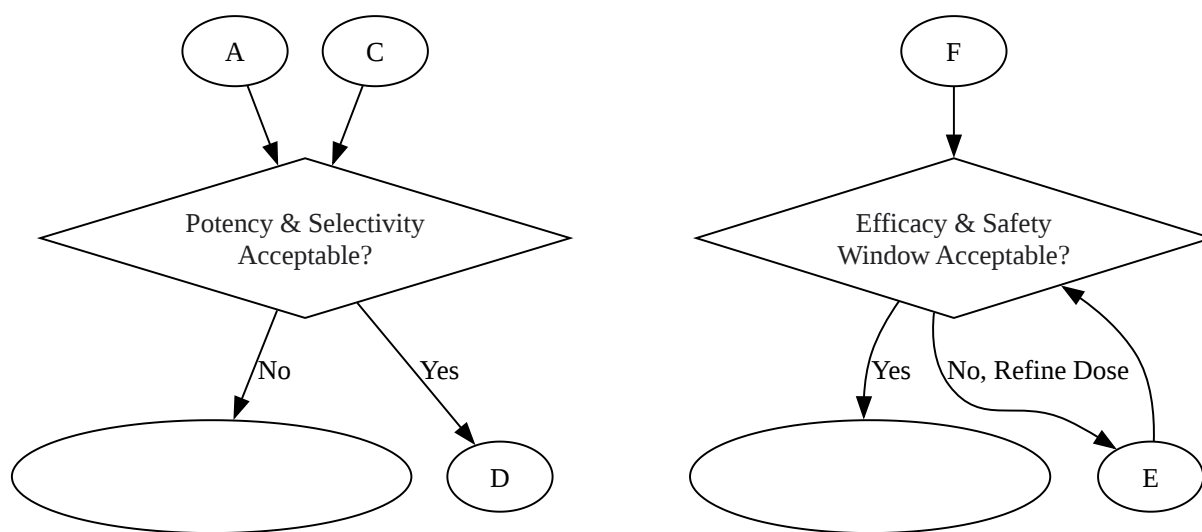 A
C
F
Potency & Selectivity
Acceptable?
Efficacy & Safety
Window Acceptable?
No
Yes
Yes
No, Refine Dose
D
E